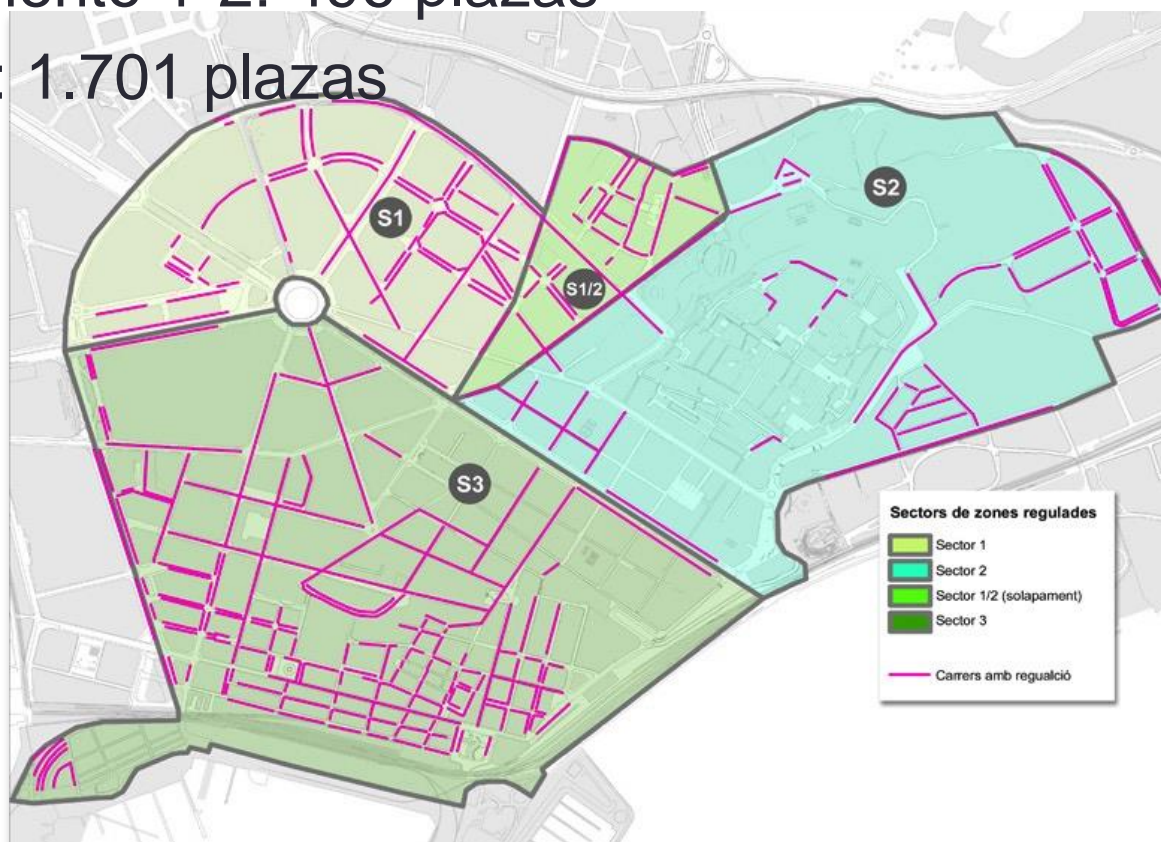 : 1.701 plazas
S1
S2
S1/2
S3
Sectors de zones regulades
Sector 1
Sector 2
Sector 1/2 (solapament)
Sector 3
Carrers amb regualció